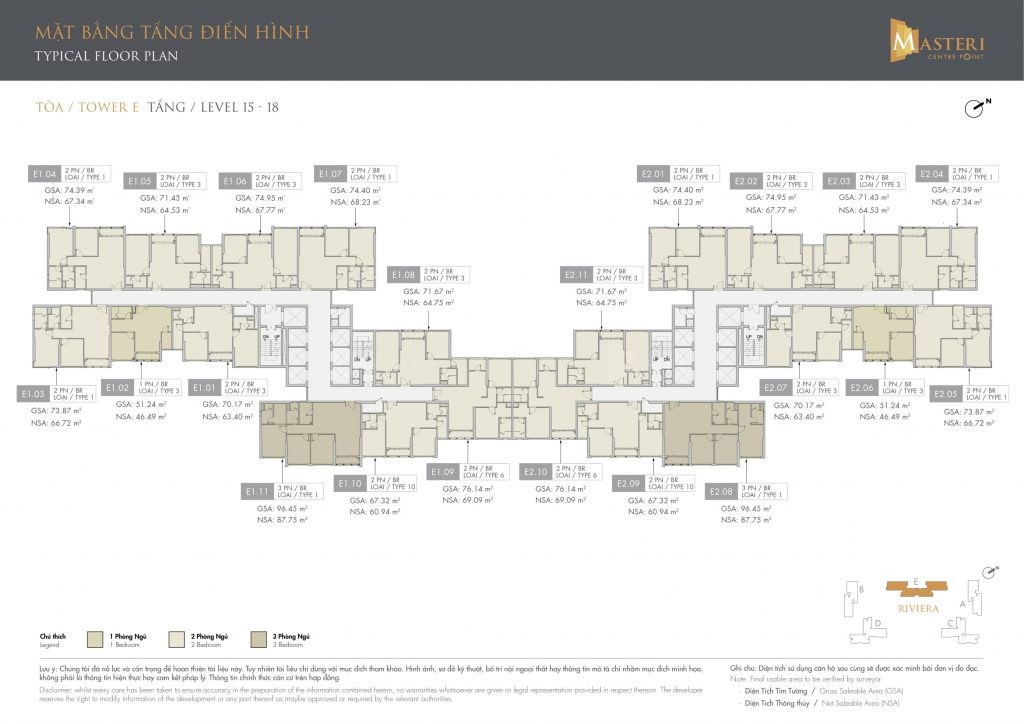 MẶT BẰNG TẦNG ĐIỂN HÌNH
TYPICAL FLOOR PLAN
MASTERI
CENTRE POINT
TÒA / TOWER E TẦNG / LEVEL 15 - 18
N
E1.04 2 PN / BR
LOẠI / TYPE 1
GSA: 74.39 m²
NSA: 67.34 m²
E1.05 2 PN / BR
LOẠI / TYPE 3
GSA: 71.43 m²
NSA: 64.53 m²
E1.06 2 PN / BR
LOẠI / TYPE 3
GSA: 74.95 m²
NSA: 67.77 m²
E1.07 2 PN / BR
LOẠI / TYPE 1
GSA: 74.40 m²
NSA: 68.23 m²
E2.01 2 PN / BR
LOẠI / TYPE 1
GSA: 74.40 m²
NSA: 68.23 m²
E2.02 2 PN / BR
LOẠI / TYPE 3
GSA: 74.95 m²
NSA: 67.77 m²
E2.03 2 PN / BR
LOẠI / TYPE 3
GSA: 71.43 m²
NSA: 64.53 m²
E2.04 2 PN / BR
LOẠI / TYPE 1
GSA: 74.39 m²
NSA: 67.34 m²
E1.08 2 PN / BR
LOẠI / TYPE 3
GSA: 71.67 m²
NSA: 64.75 m²
E2.11 2 PN / BR
LOẠI / TYPE 3
GSA: 71.67 m²
NSA: 64.75 m²
DN UP
DN UP
UP DN
UP DN
E1.03 2 PN / BR
LOẠI / TYPE 1
GSA: 73.87 m²
NSA: 66.72 m²
E1.02 1 PN / BR
LOẠI / TYPE 3
GSA: 51.24 m²
NSA: 46.49 m²
E1.01 2 PN / BR
LOẠI / TYPE 3
GSA: 70.17 m²
NSA: 63.40 m²
E2.07 2 PN / BR
LOẠI / TYPE 3
GSA: 70.17 m²
NSA: 63.40 m²
E2.06 1 PN / BR
LOẠI / TYPE 3
GSA: 51.24 m²
NSA: 46.49 m²
E2.05 2 PN / BR
LOẠI / TYPE 1
GSA: 73.87 m²
NSA: 66.72 m²
E1.11 3 PN / BR
LOẠI / TYPE 1
GSA: 96.45 m²
NSA: 87.75 m²
E1.10 2 PN / BR
LOẠI / TYPE 10
GSA: 67.32 m²
NSA: 60.94 m²
E1.09 2 PN / BR
LOẠI / TYPE 6
GSA: 76.14 m²
NSA: 69.09 m²
E2.10 2 PN / BR
LOẠI / TYPE 6
GSA: 76.14 m²
NSA: 69.09 m²
E2.09 2 PN / BR
LOẠI / TYPE 10
GSA: 67.32 m²
NSA: 60.94 m²
E2.08 3 PN / BR
LOẠI / TYPE 1
GSA: 96.45 m²
NSA: 87.75 m²
N
B
E
RIVIERA
A
D
C
Chú thích
Legend
1 Phòng Ngủ
1 Bedroom
2 Phòng Ngủ
2 Bedroom
3 Phòng Ngủ
3 Bedroom
Lưu ý: Chúng tôi đã nỗ lực và cẩn trọng để hoàn thiện tài liệu này. Tuy nhiên tài liệu chỉ dùng với mục đích tham khảo. Hình ảnh, sơ đồ kỹ thuật, bố trí nội ngoại thất hay thông tin mô tả chỉ nhằm mục đích minh họa,
không phải là thông tin hiện thực hay cam kết pháp lý. Thông tin chính thức căn cứ trên hợp đồng.
Disclaimer: whilst every care has been taken to ensure accuracy in the preparation of the information contained herein, no warranties whatsoever are given or legal representation provided in respect thereon. The developer
reserves the right to modify information of the development or any part thereof as maybe approved or required by the relevant authorities.
Ghi chú: Diện tích sử dụng căn hộ sau cùng sẽ được xác minh bởi đơn vị đo đạc.
Note: Final usable area to be verified by surveyor.
· Diện Tích Tim Tường / Gross Saleable Area (GSA)
· Diện Tích Thông thủy / Net Saleable Area (NSA)